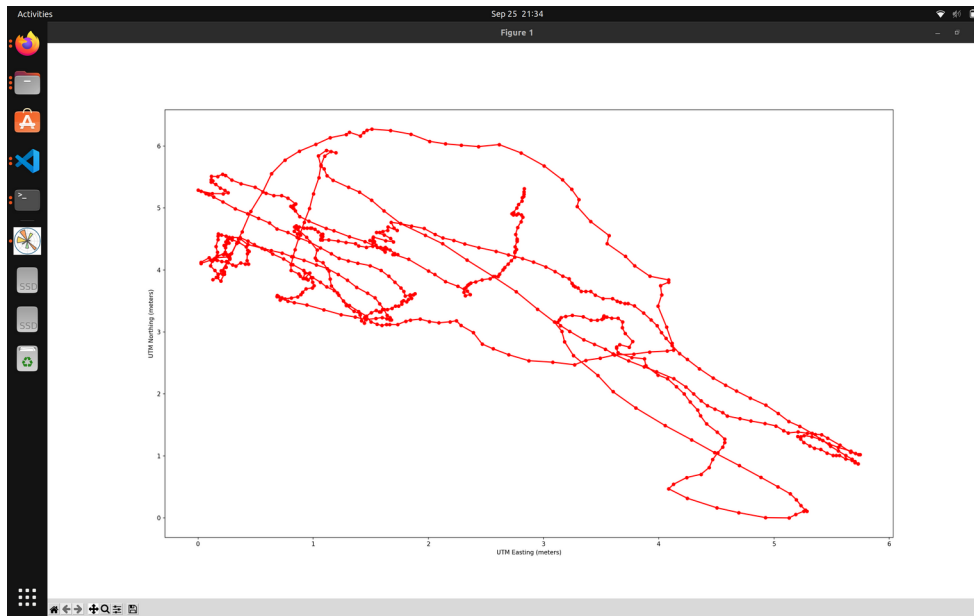 Activities
Sep 25 21:34
Figure 1
6
5
4
3
2
1
0
UTM Northing (meters)
0 1 2 3 4 5 6
UTM Easting (meters)
A
>_
SSD
SSD